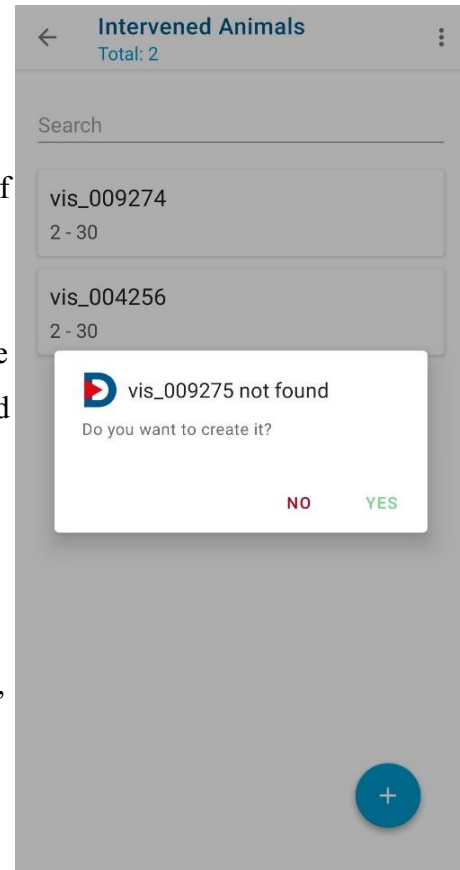 Intervened Animals
Total: 2
Search
f
vis_009274
2 - 30
vis_004256
2 - 30
e
vis_009275 not found
d
Do you want to create it?
NO YES
,
+